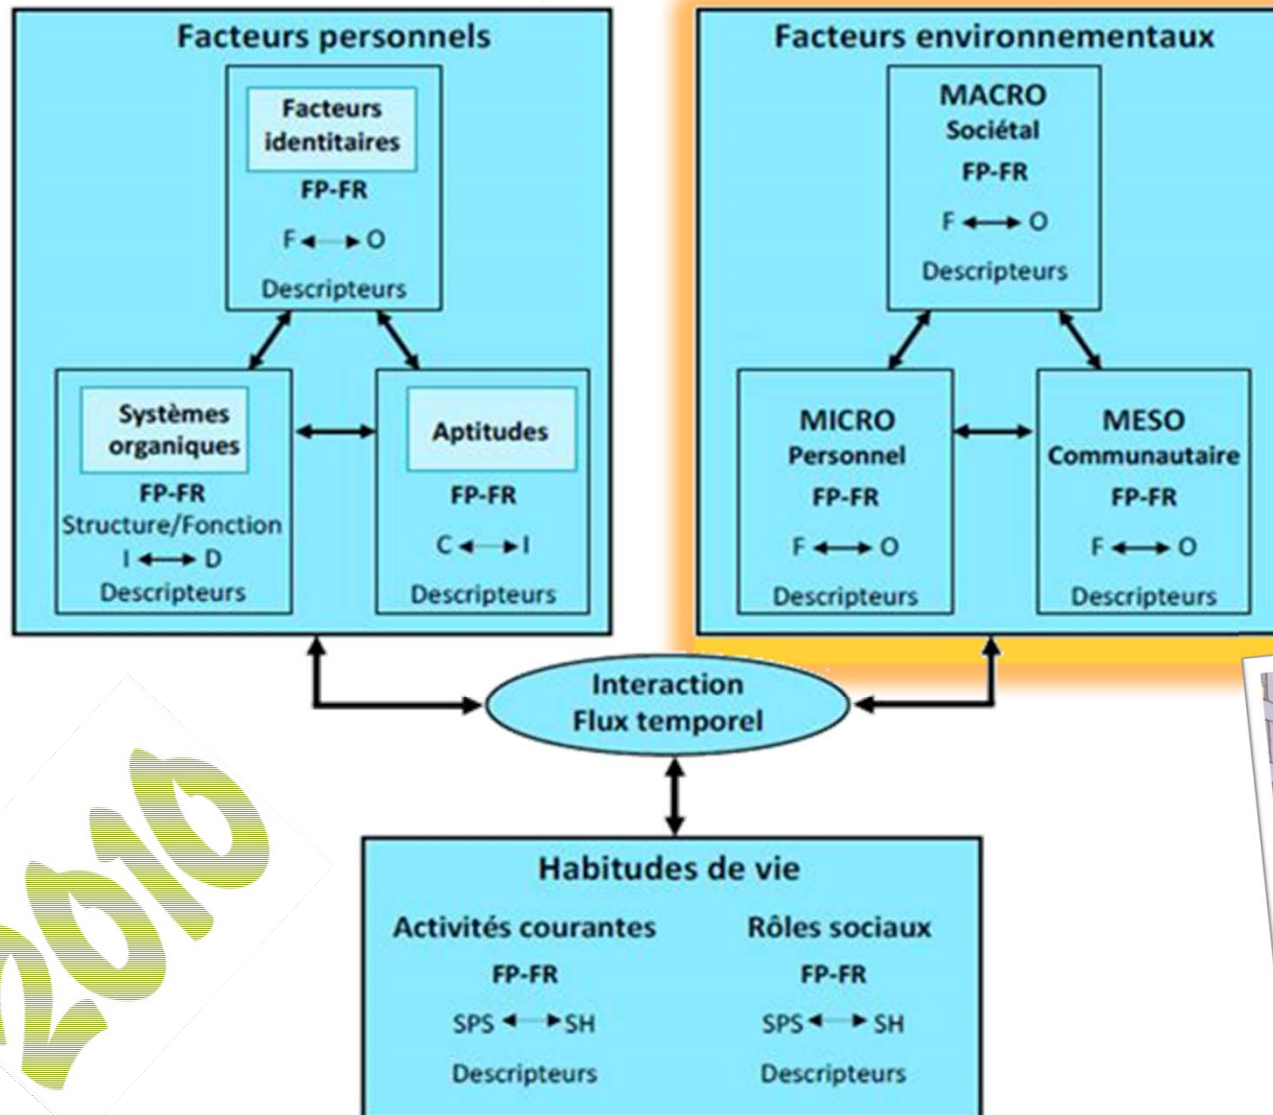 Facteurs personnels
Facteurs
identitaires
FP-FR
F O
Descripteurs
Systèmes
organiques
FP-FR
Structure/Fonction
I D
Descripteurs
Aptitudes
FP-FR
C I
Descripteurs
Facteurs environnementaux
MACRO
Sociétal
FP-FR
F O
Descripteurs
MICRO
Personnel
FP-FR
F O
Descripteurs
MESO
Communautaire
FP-FR
F O
Descripteurs
Interaction
Flux temporel
Habitudes de vie
Activités courantes
FP-FR
SPS SH
Descripteurs
Rôles sociaux
FP-FR
SPS SH
Descripteurs
2010